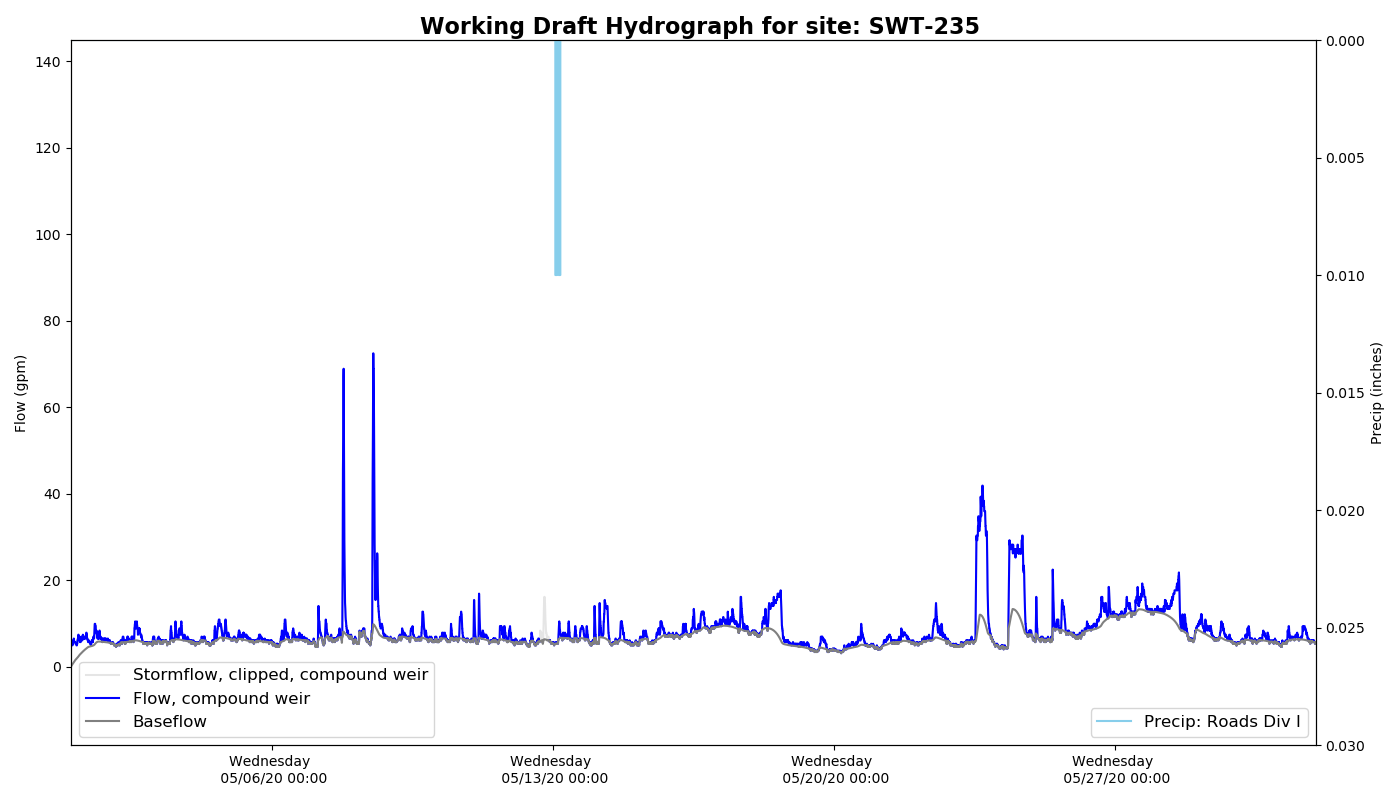 Working Draft Hydrograph for site: SWT-235
140
120
100
80
60
40
20
0
Flow (gpm)
0.000
0.005
0.010
0.015
0.020
0.025
0.030
Precip (inches)
Stormflow, clipped, compound weir
Flow, compound weir
Baseflow
Precip: Roads Div I
Wednesday
05/06/20 00:00
Wednesday
05/13/20 00:00
Wednesday
05/20/20 00:00
Wednesday
05/27/20 00:00